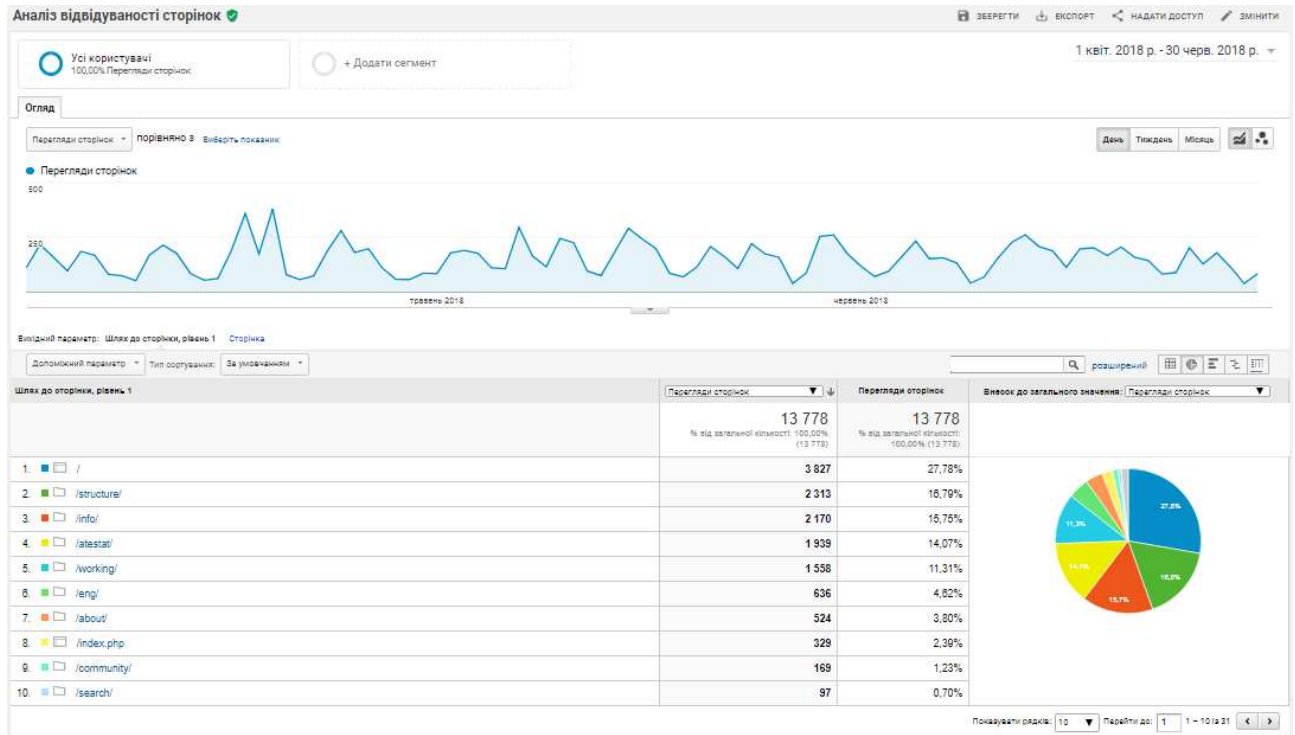 Аналіз відвідуваності сторінок
ЗБЕРЕГТИ ЕКСПОРТ НАДАТИ ДОСТУП ЗМІНИТИ
Усі користувачі
100,00% Перегляди сторінок
+ Додати сегмент
1 квіт. 2018 р. - 30 черв. 2018 р.
Огляд
Перегляди сторінок порівняно з Виберіть показник
День Тиждень Місяць
Перегляди сторінок
500
250
травень 2018 червень 2018
Вихідний параметр: Шлях до сторінки, рівень 1 Сторінка
Допоміжний параметр Тип сортування: За умовчанням розширений
Шлях до сторінки, рівень 1 Перегляди сторінок Перегляди сторінок Внесок до загального значення: Перегляди сторінок
13 778 13 778
% від загальної кількості: 100,00% (13 778) % від загальної кількості: 100,00% (13 778)
1. / 3 827 27,78%
2. /structure/ 2 313 16,79%
3. /info/ 2 170 15,75%
4. /atestat/ 1 939 14,07%
5. /working/ 1 558 11,31%
6. /eng/ 636 4,62%
7. /about/ 524 3,80%
8. /index.php 329 2,39%
9. /community/ 169 1,23%
10. /search/ 97 0,70%
27,8%
11,3%
14,1%
16,8%
15,7%
Показувати рядків: 10 Перейти до: 1 1 – 10 із 31